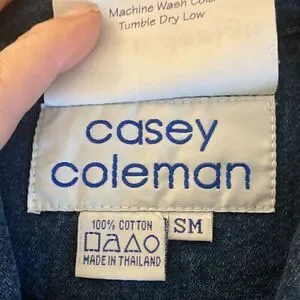 Machine Wash Cold
Tumble Dry Low
casey
coleman
100% COTTON
SM
MADE IN THAILAND